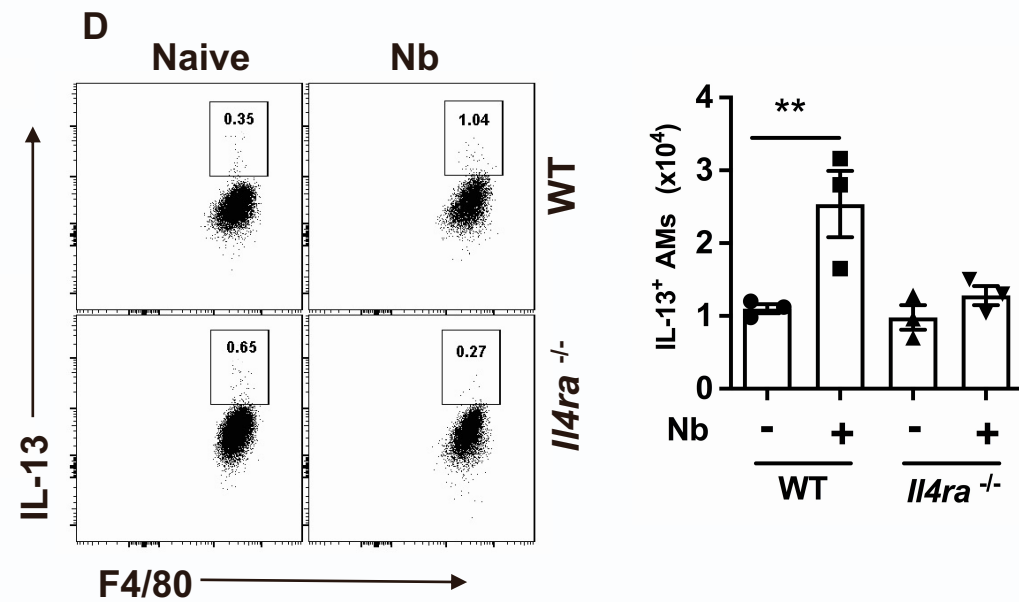 D
Naive
Nb
0.35
1.04
WT
0.65
0.27
Il4ra -/-
IL-13
F4/80
IL-13+ AMs (x10⁴)
4
3
2
1
0
**
Nb - + - +
WT
Il4ra -/-